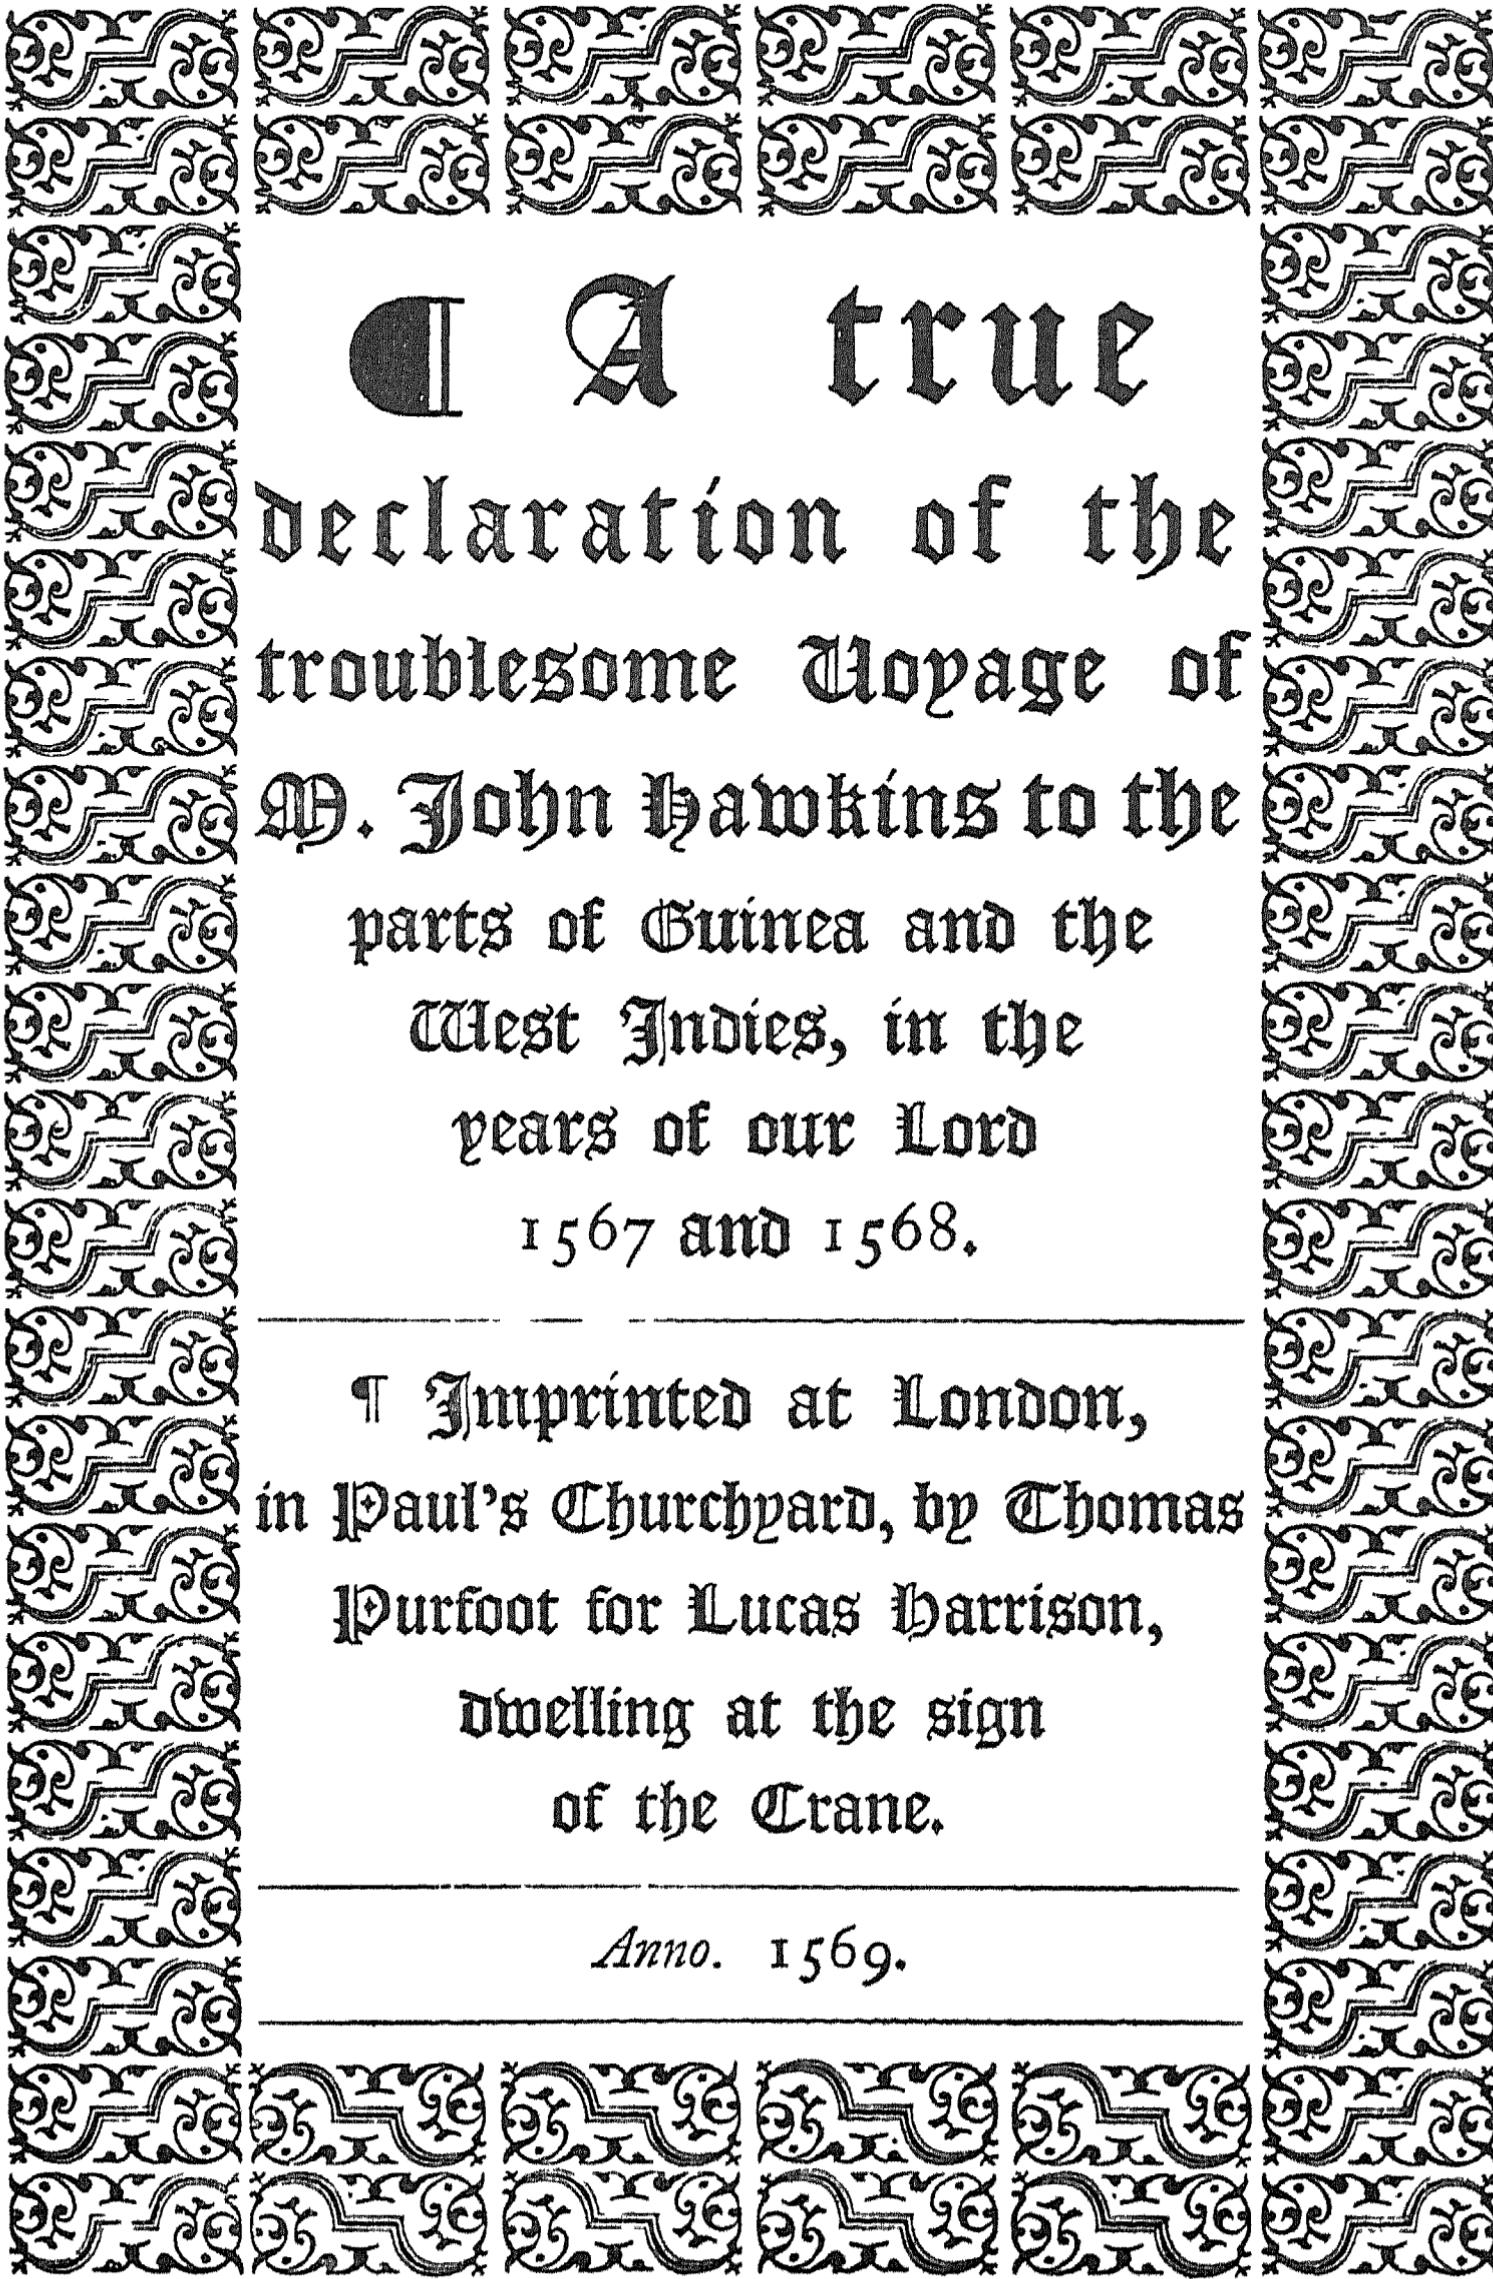 ¶ A true
declaration of the
troublesome Uoyage of
M. John Hawkins to the
parts of Guinea and the
West Indies, in the
years of our Lord
1567 and 1568.
¶ Imprinted at London,
in Paul's Churchyard, by Thomas
Purfoot for Lucas Harrison,
dwelling at the sign
of the Crane.
Anno. 1569.